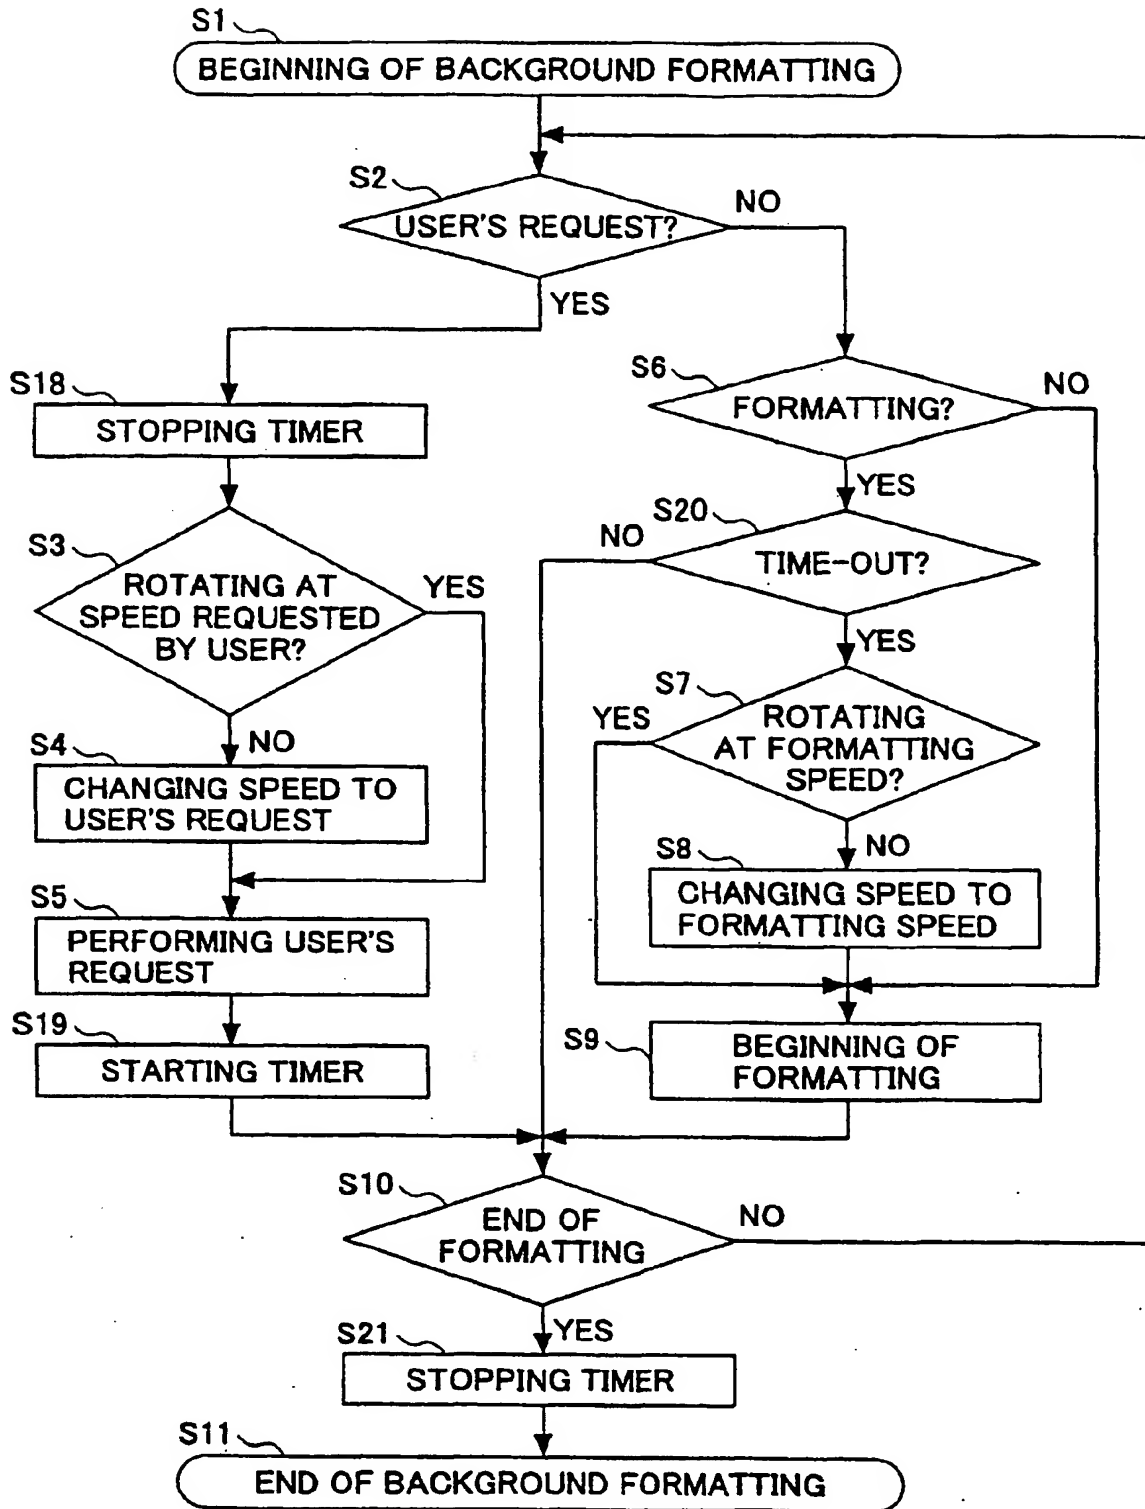 S1
BEGINNING OF BACKGROUND FORMATTING
S2
USER'S REQUEST?
NO
YES
S18
STOPPING TIMER
S6
FORMATTING?
NO
YES
S3
ROTATING AT
SPEED REQUESTED
BY USER?
YES
NO
S20
TIME-OUT?
NO
YES
S4
CHANGING SPEED TO
USER'S REQUEST
S7
ROTATING
AT FORMATTING
SPEED?
YES
NO
S5
PERFORMING USER'S
REQUEST
S8
CHANGING SPEED TO
FORMATTING SPEED
S19
STARTING TIMER
S9
BEGINNING OF
FORMATTING
S10
END OF
FORMATTING
NO
YES
S21
STOPPING TIMER
S11
END OF BACKGROUND FORMATTING